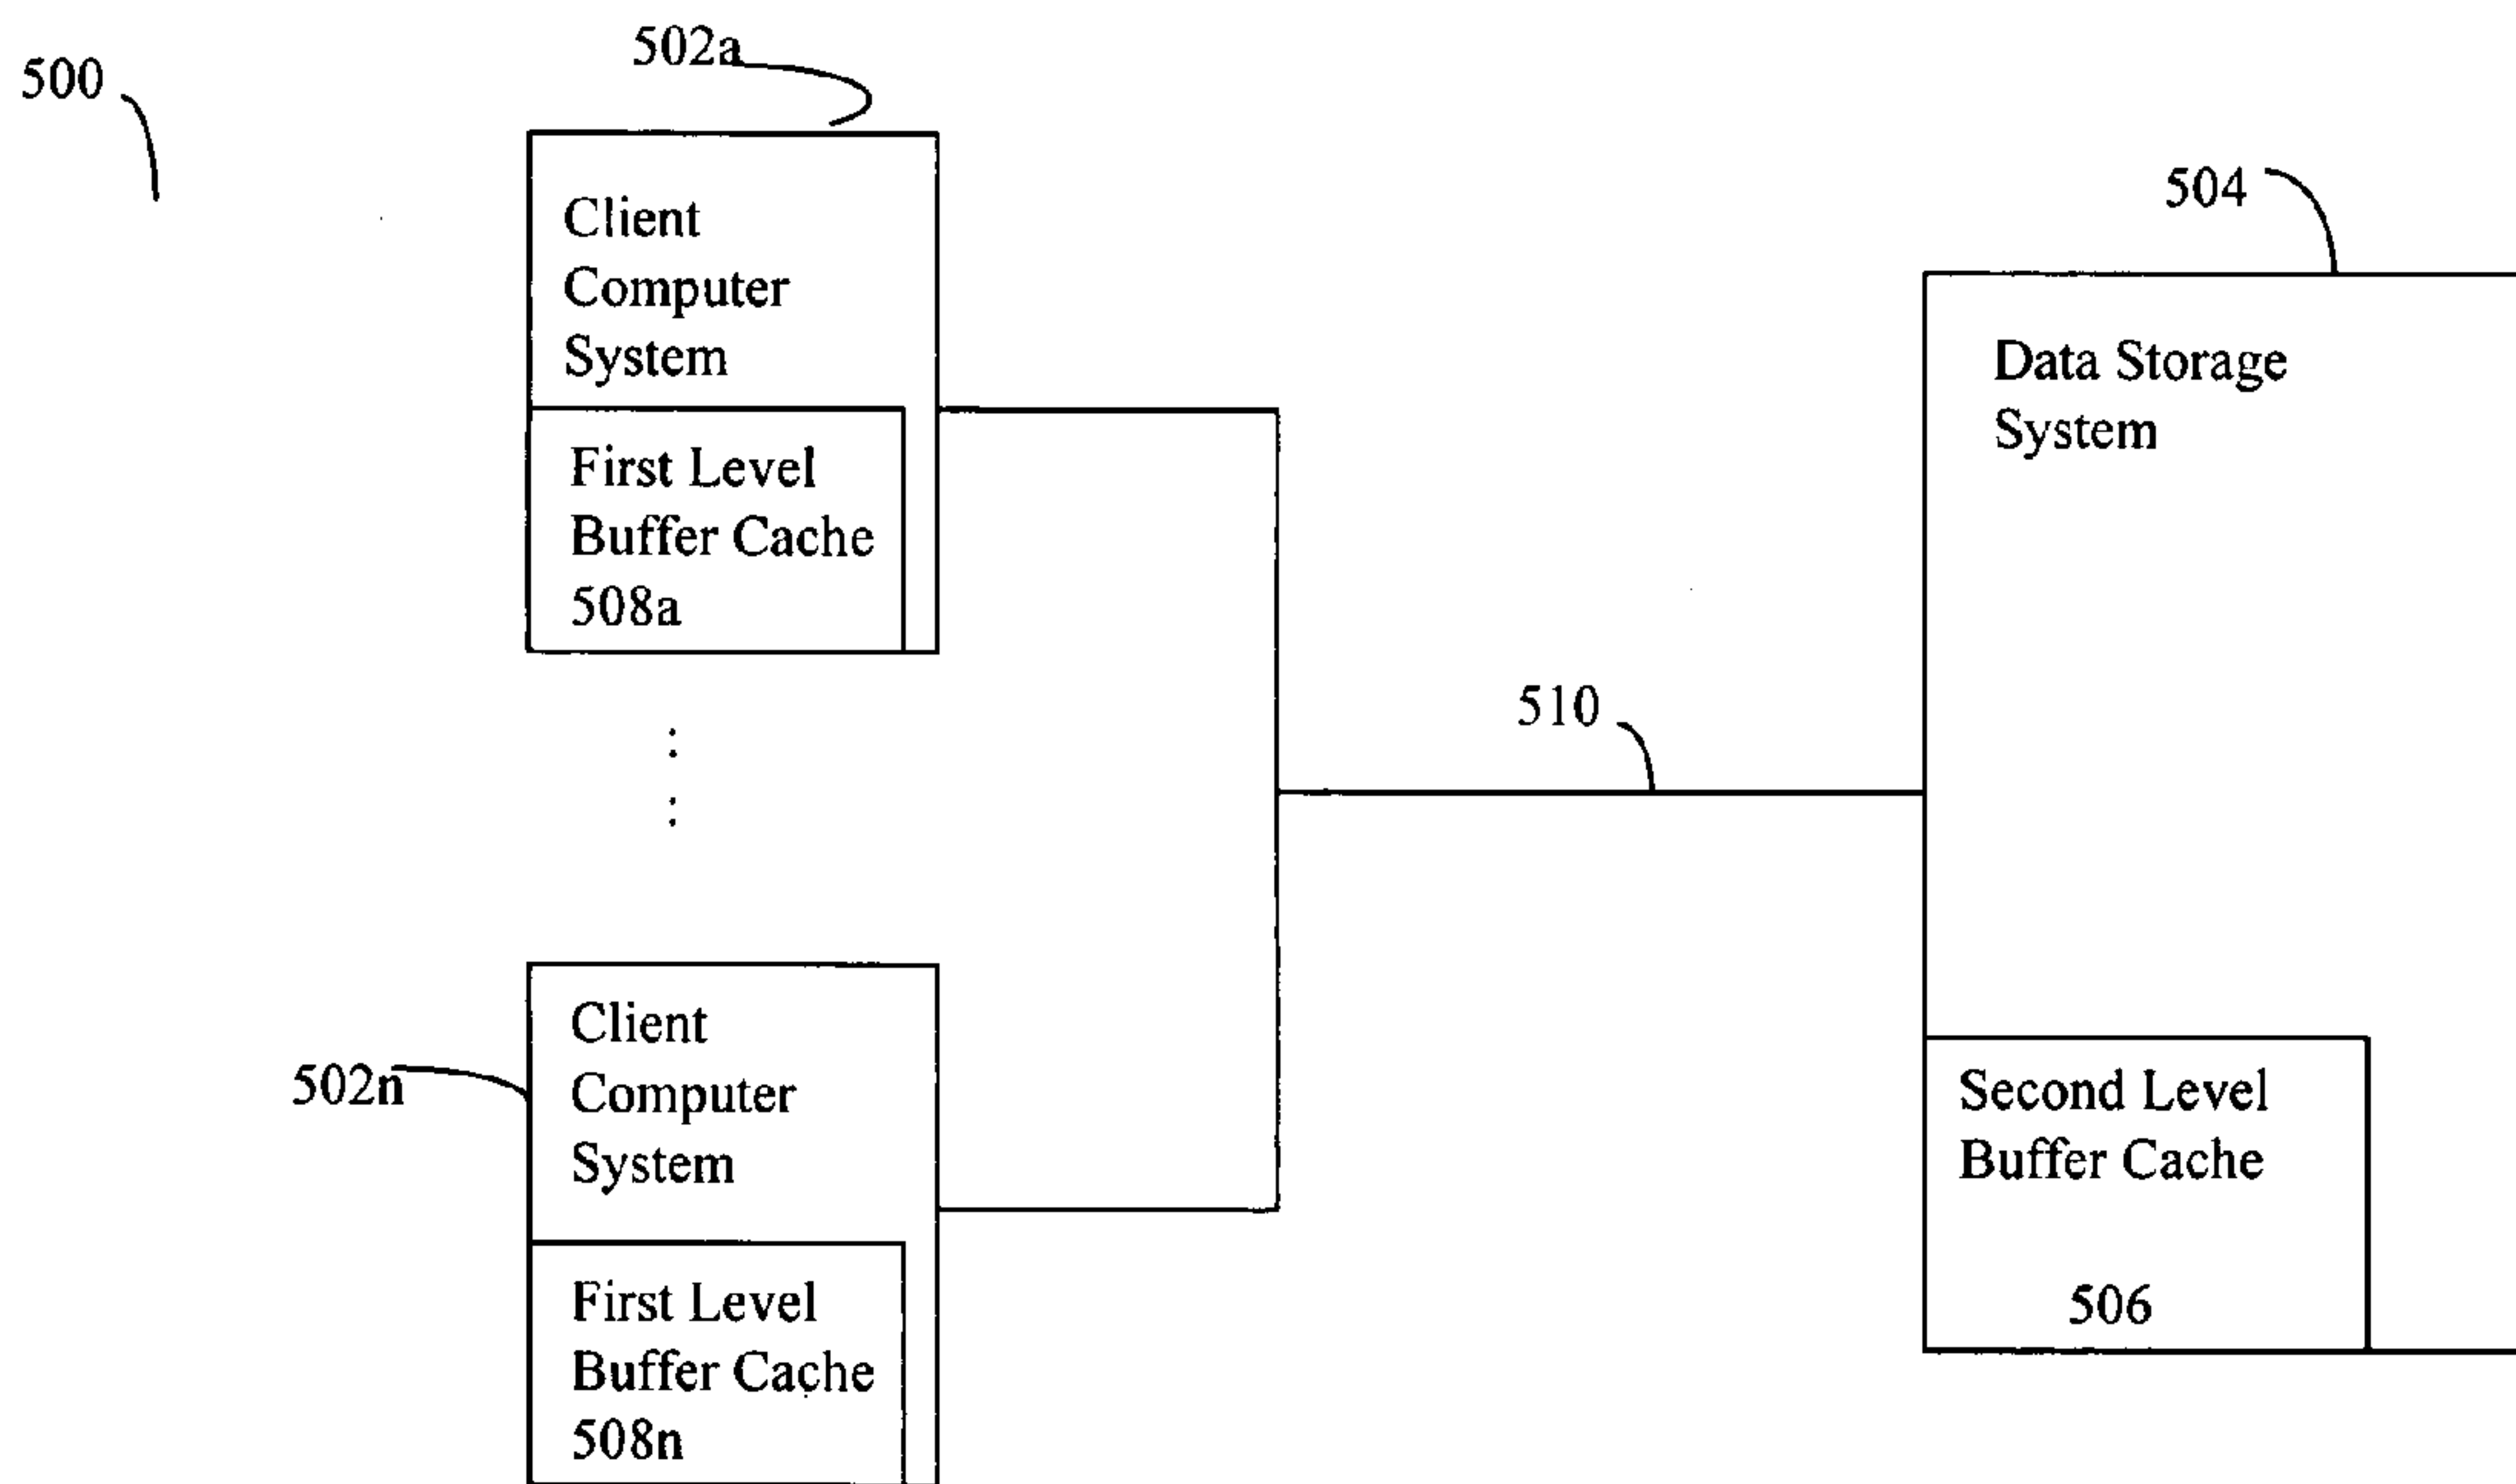 500
502a
504
Client
Computer
System
First Level
Buffer Cache
508a
Data Storage
System
510
502n
Client
Computer
System
First Level
Buffer Cache
508n
Second Level
Buffer Cache
506